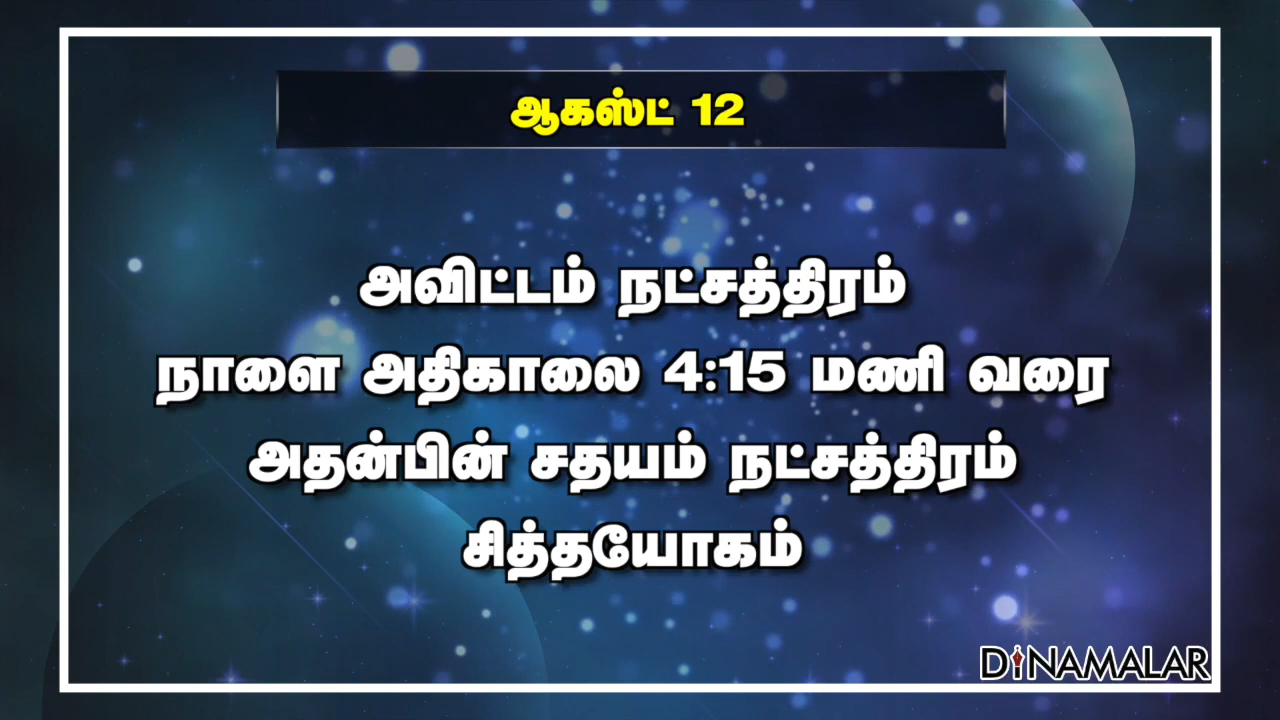 ஆகஸ்ட் 12
அவிட்டம் நட்சத்திரம்
நாளை அதிகாலை 4:15 மணி வரை
அதன்பின் சதயம் நட்சத்திரம்
சித்தயோகம்
DINAMALAR